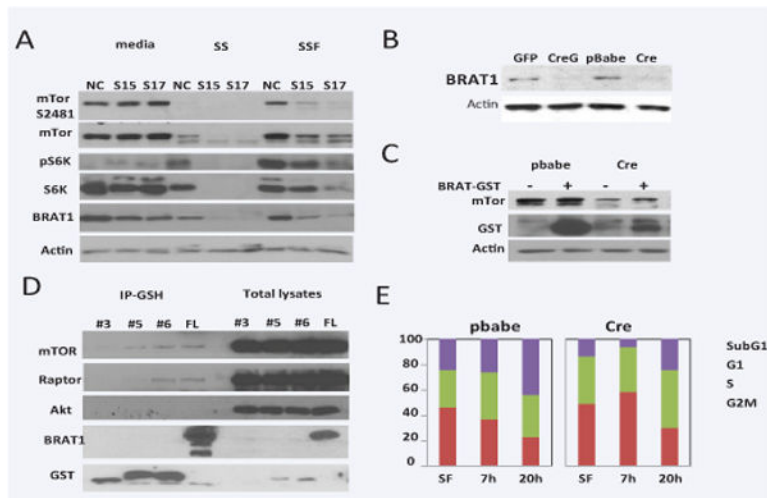 A
media SS SSF
NC S15 S17 NC S15 S17 NC S15 S17
mTor
S2481
mTor
pS6K
S6K
BRAT1
Actin
B
GFP CreG pBabe Cre
BRAT1
Actin
C
pbabe Cre
BRAT-GST - + - +
mTor
GST
Actin
D
IP-GSH Total lysates
#3 #5 #6 FL #3 #5 #6 FL
mTOR
Raptor
Akt
BRAT1
GST
E
pbabe Cre
100
80
60
40
20
0
SF 7h 20h SF 7h 20h
SubG1
G1
S
G2M